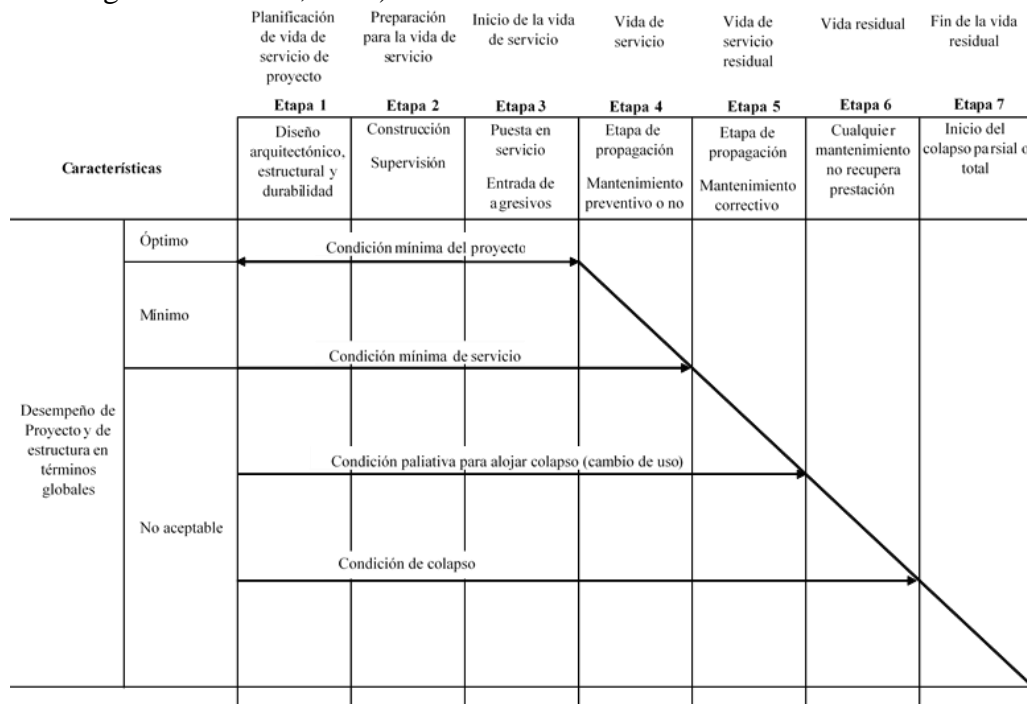 Planificación
de vida de
servicio de
proyecto
Preparación
para la vida de
servicio
Inicio de la vida
de servicio
Vida de
servicio
Vida de
servicio
residual
Vida residual
Fin de la vida
residual
Etapa 1
Etapa 2
Etapa 3
Etapa 4
Etapa 5
Etapa 6
Etapa 7
Características
Diseño
arquitectónico,
estructural y
durabilidad
Construcción
Supervisión
Puesta en
servicio
Entrada de
agresivos
Etapa de
propagación
Mantenimiento
preventivo o no
Etapa de
propagación
Mantenimiento
correctivo
Cualquier
mantenimiento
no recupera
prestación
Inicio del
colapso parsial o
total
Desempeño de
Proyecto y de
estructura en
términos
globales
Óptimo
Condición mínima del proyecto
Mínimo
Condición mínima de servicio
No aceptable
Condición paliativa para alojar colapso (cambio de uso)
Condición de colapso